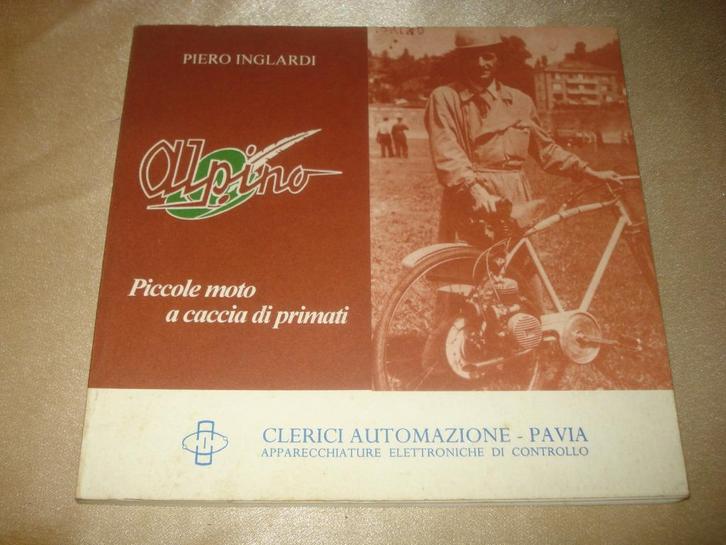 PIERO INGLARDI
Alpino
Piccole moto
a caccia di primati
CLERICI AUTOMAZIONE - PAVIA
APPARECCHIATURE ELETTRONICHE DI CONTROLLO